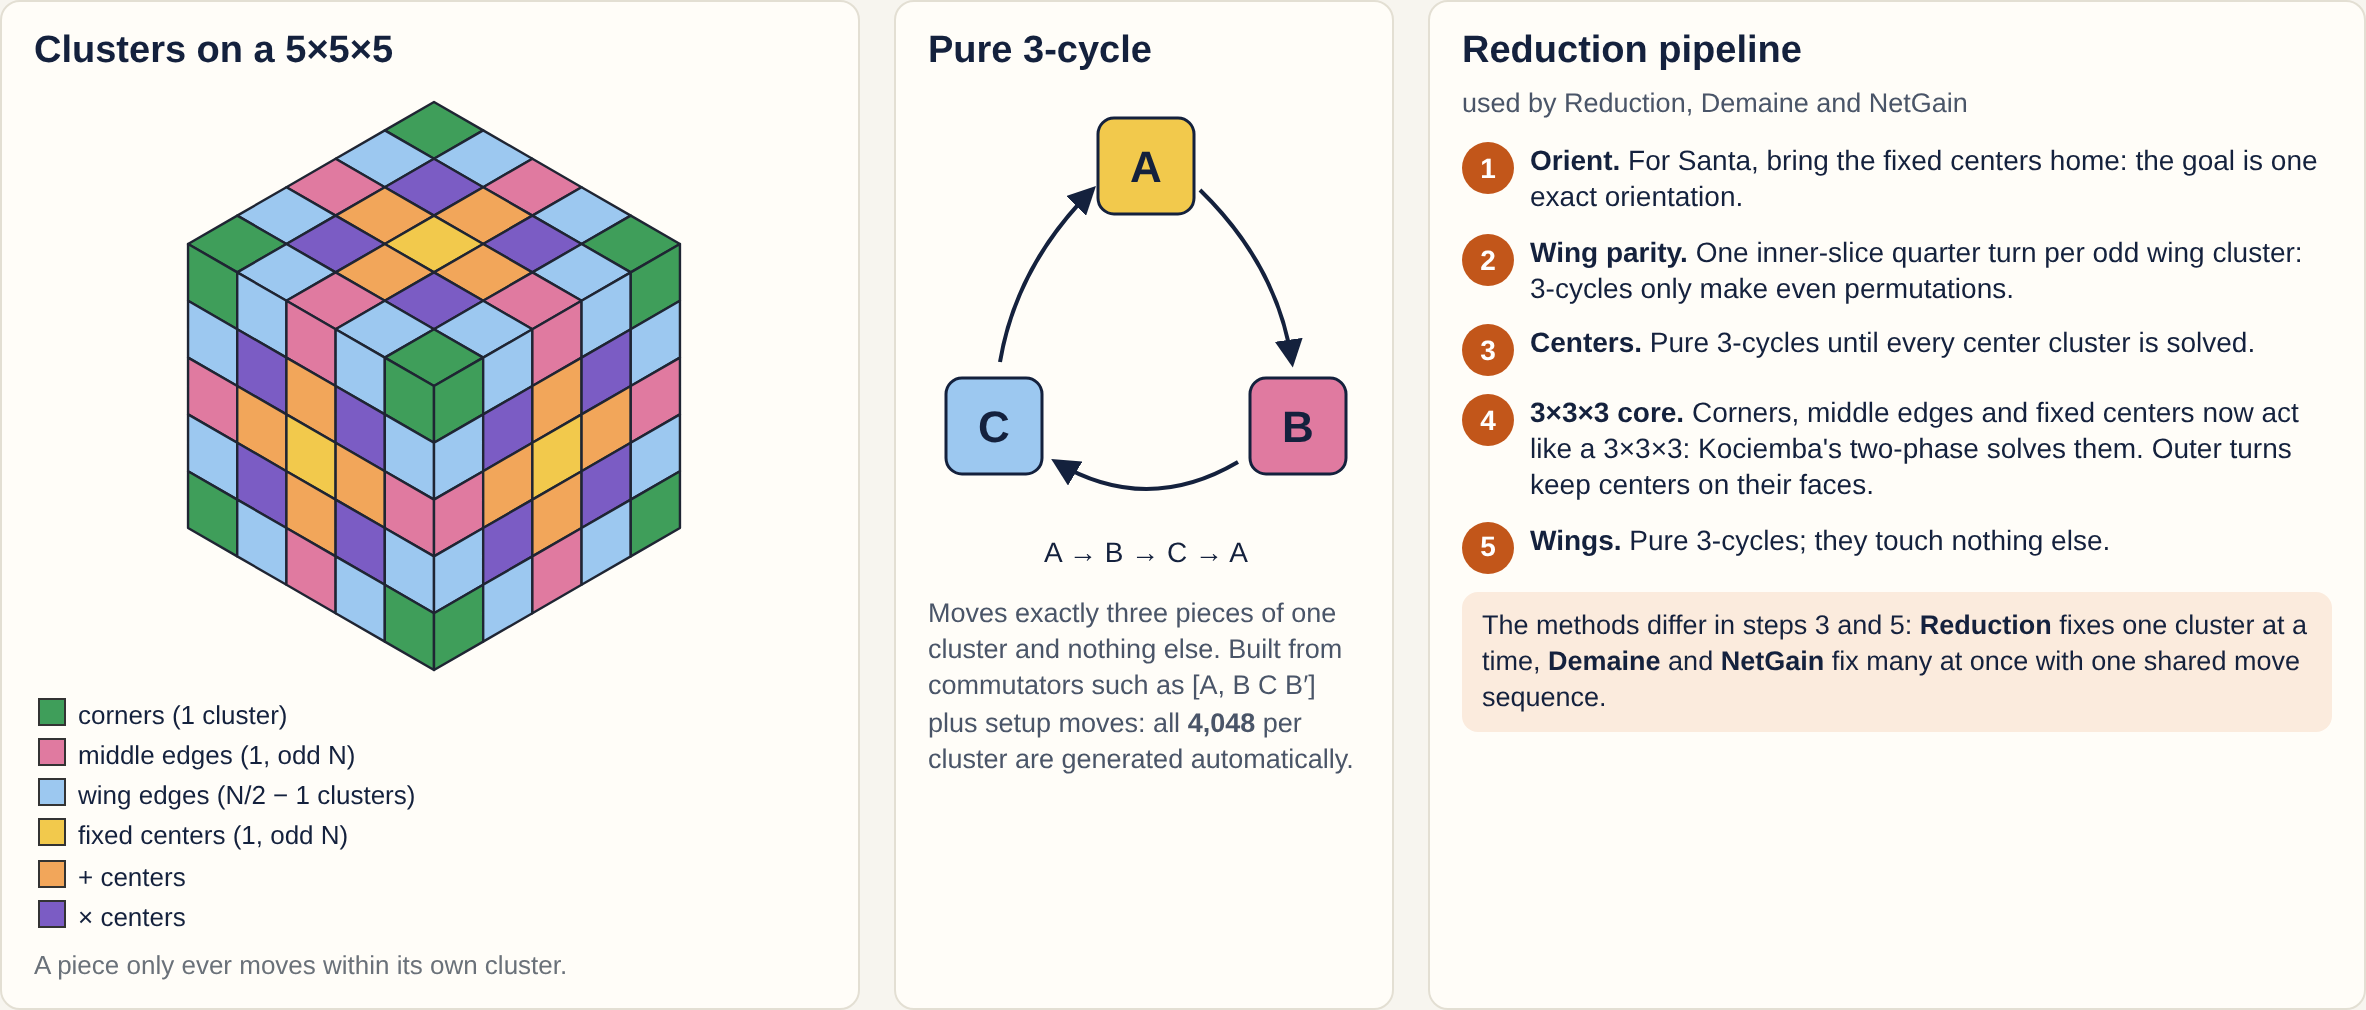 Clusters on a 5×5×5
corners (1 cluster)
middle edges (1, odd N)
wing edges (N/2 − 1 clusters)
fixed centers (1, odd N)
+ centers
× centers
A piece only ever moves within its own cluster.
Pure 3-cycle
A
C
B
A → B → C → A
Moves exactly three pieces of one
cluster and nothing else. Built from
commutators such as [A, B C B′]
plus setup moves: all 4,048 per
cluster are generated automatically.
Reduction pipeline
used by Reduction, Demaine and NetGain
1 Orient. For Santa, bring the fixed centers home: the goal is one
exact orientation.
2 Wing parity. One inner-slice quarter turn per odd wing cluster:
3-cycles only make even permutations.
3 Centers. Pure 3-cycles until every center cluster is solved.
4 3×3×3 core. Corners, middle edges and fixed centers now act
like a 3×3×3: Kociemba's two-phase solves them. Outer turns
keep centers on their faces.
5 Wings. Pure 3-cycles; they touch nothing else.
The methods differ in steps 3 and 5: Reduction fixes one cluster at a
time, Demaine and NetGain fix many at once with one shared move
sequence.